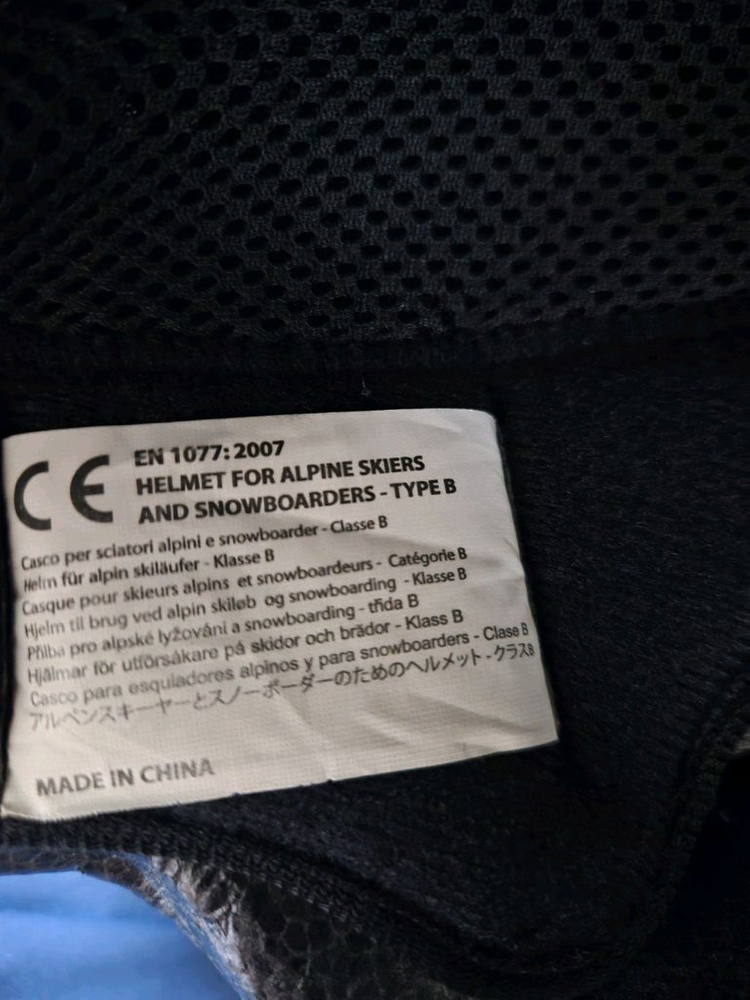 CE
EN 1077: 2007
HELMET FOR ALPINE SKIERS
AND SNOWBOARDERS - TYPE B
Casco per sciatori alpini e snowboarder - Classe B
Helm für alpin skiläufer - Klasse B
Casque pour skieurs alpins et snowboardeurs - Catégorie B
Hjelm til brug ved alpin skiløb og snowboarding - Klasse B
Přilba pro alpské lyžování a snowboarding - třida B
Hjälmar för utförsåkare på skidor och brädor - Klass B
Casco para esquiadores alpinos y para snowboarders - Clase B
アルペンスキーヤーとスノーボーダーのためのヘルメット - クラスB
MADE IN CHINA